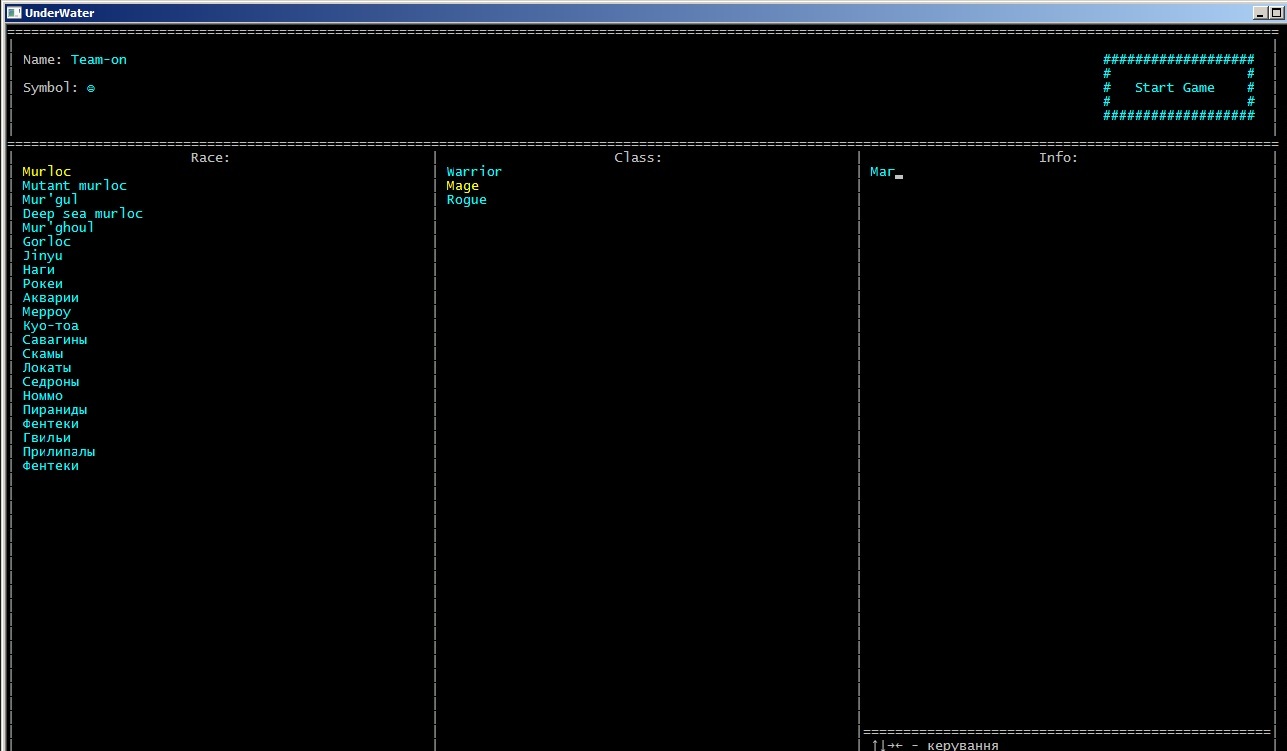 UnderWater
Name: Team-on
Symbol: ☺
###################
# #
# Start Game #
# #
###################
Race:
Murloc
Mutant murloc
Mur'gul
Deep sea murloc
Mur'ghoul
Gorloc
Jinyu
Наги
Рокеи
Акварии
Мерроу
Куо-тоа
Савагины
Скамы
Локаты
Седроны
Номмо
Пираниды
Фентеки
Гвильи
Прилипалы
Фентеки
Class:
Warrior
Mage
Rogue
Info:
Маг
↑↓→← - керування